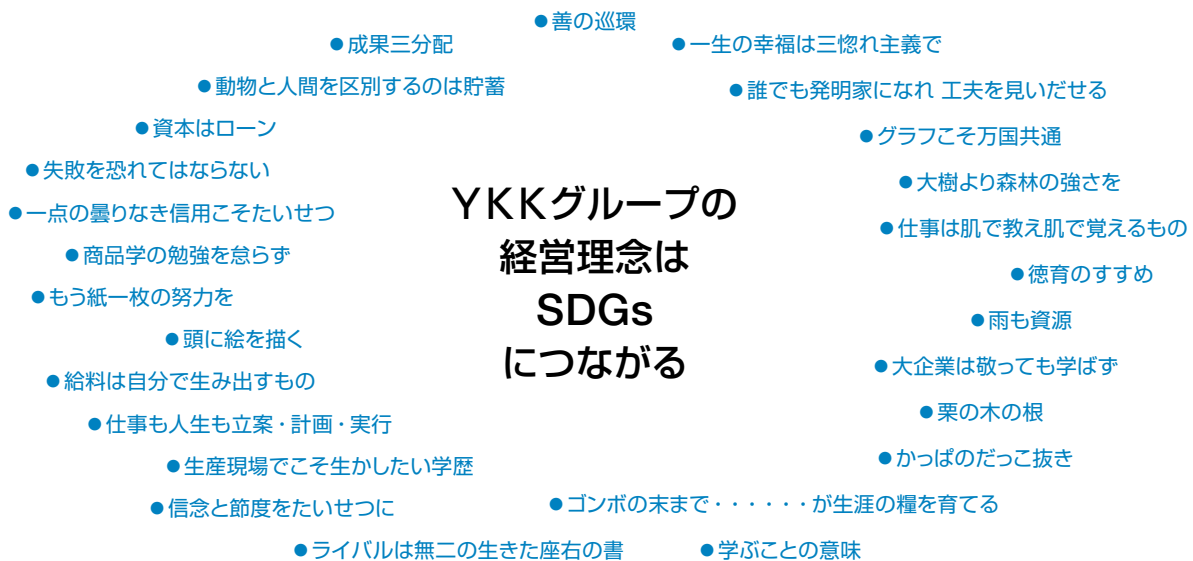 ●善の巡環
●成果三分配
●一生の幸福は三惚れ主義で
●動物と人間を区別するのは貯蓄
●誰でも発明家になれ 工夫を見いだせる
●資本はローン
●グラフこそ万国共通
●失敗を恐れてはならない
●大樹より森林の強さを
●一点の曇りなき信用こそたいせつ
●仕事は肌で教え肌で覚えるもの
●商品学の勉強を怠らず
●徳育のすすめ
●もう紙一枚の努力を
●雨も資源
●頭に絵を描く
●大企業は敬っても学ばず
●給料は自分で生み出すもの
●栗の木の根
●仕事も人生も立案・計画・実行
●かっぱのだっこ抜き
●生産現場でこそ生かしたい学歴
●信念と節度をたいせつに
●ゴンボの末まで・・・・・・が生涯の糧を育てる
●ライバルは無二の生きた座右の書
●学ぶことの意味
YKKグループの
経営理念は
SDGs
につながる